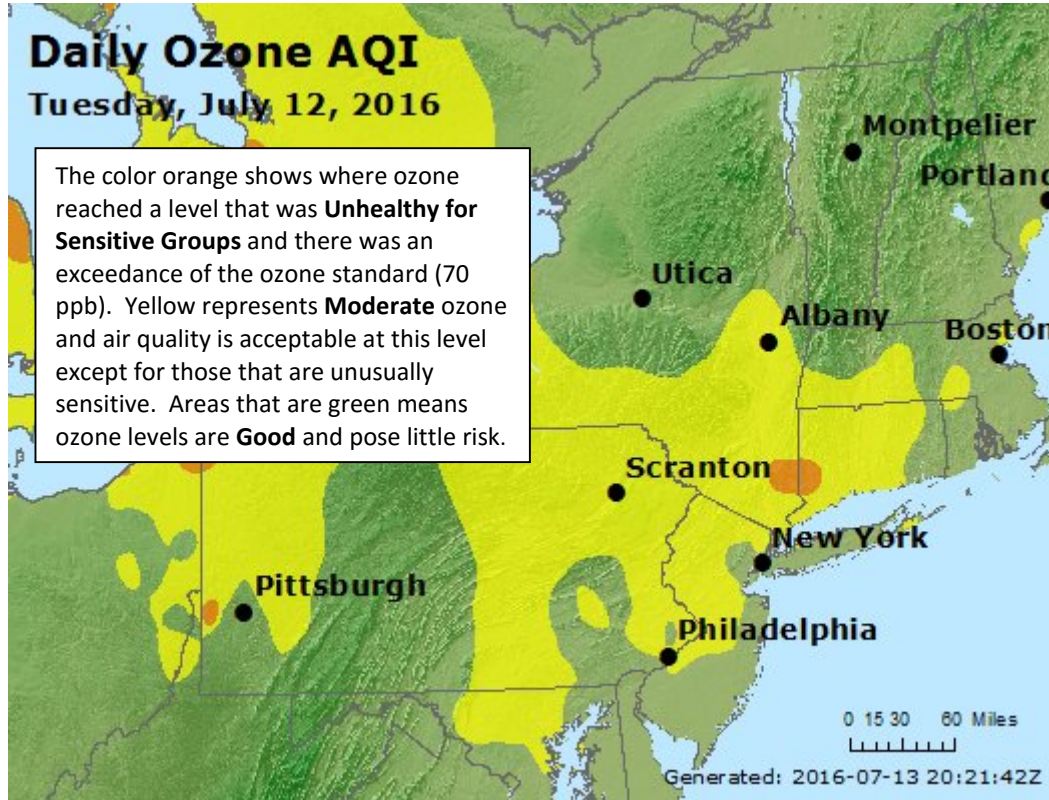 Daily Ozone AQI
Tuesday, July 12, 2016
The color orange shows where ozone
reached a level that was Unhealthy for
Sensitive Groups and there was an
exceedance of the ozone standard (70
ppb). Yellow represents Moderate ozone
and air quality is acceptable at this level
except for those that are unusually
sensitive. Areas that are green means
ozone levels are Good and pose little risk.
Montpelier
Portland
Utica
Albany
Boston
Scranton
New York
Pittsburgh
Philadelphia
0 15 30 60 Miles
Generated: 2016-07-13 20:21:42Z